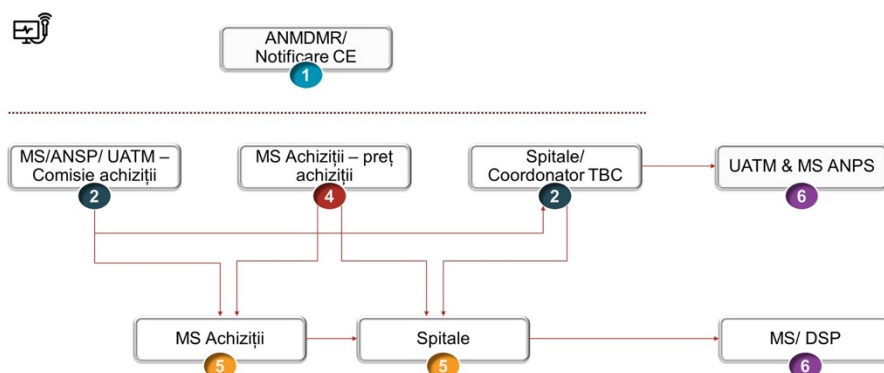 ANMDMR/
Notificare CE
1
MS/ANSP/ UATM –
Comisie achiziții
2
MS Achiziții – preț
achiziții
4
Spitale/
Coordonator TBC
2
UATM & MS ANPS
6
MS Achiziții
5
Spitale
5
MS/ DSP
6